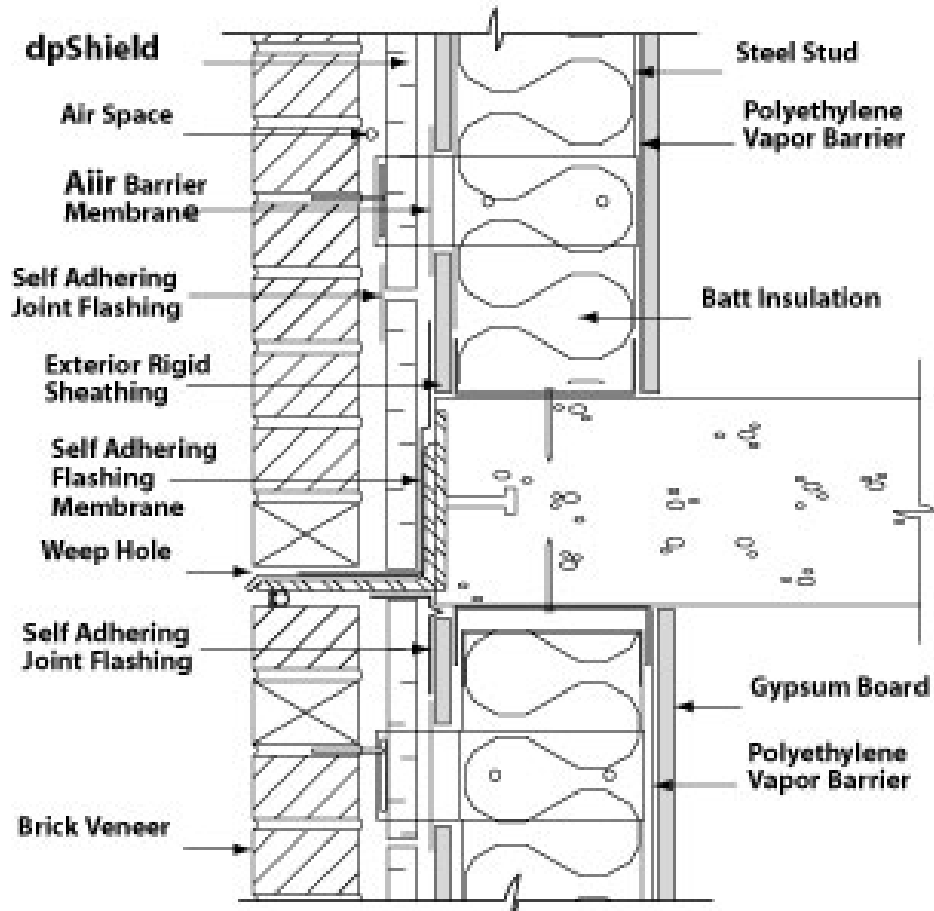 dpShield
Air Space
Aiir Barrier
Membrane
Self Adhering
Joint Flashing
Exterior Rigid
Sheathing
Self Adhering
Flashing
Membrane
Weep Hole
Self Adhering
Joint Flashing
Brick Veneer
Steel Stud
Polyethylene
Vapor Barrier
Batt Insulation
Gypsum Board
Polyethylene
Vapor Barrier